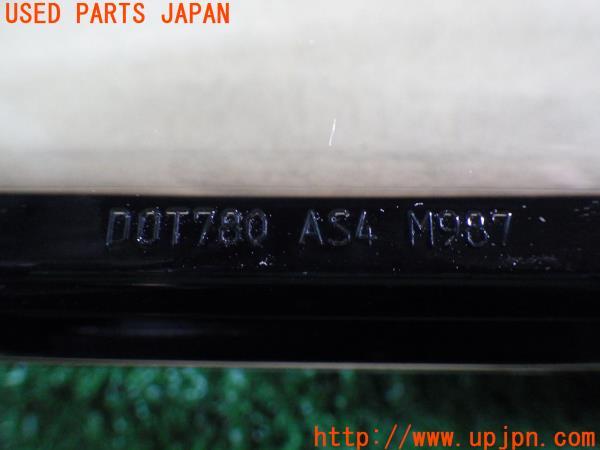 USED PARTS JAPAN
DOT780 AS4 M987
http://www.upjpn.com